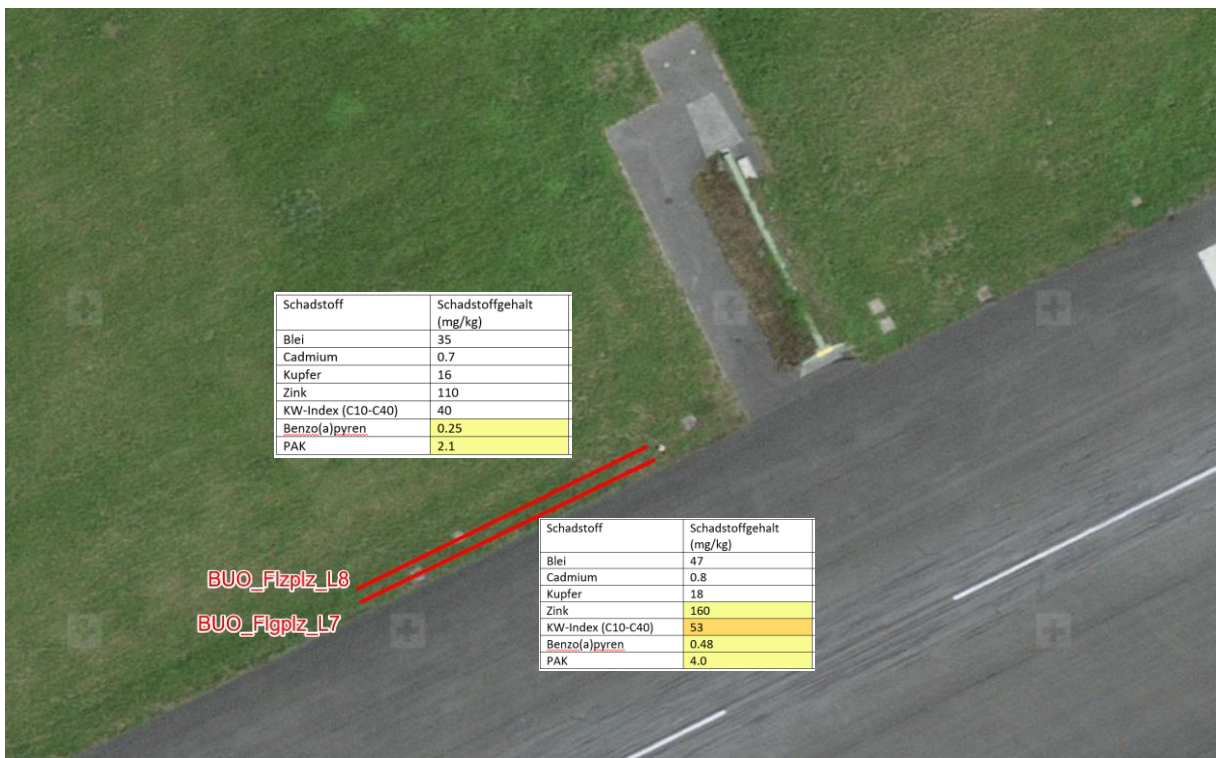 Schadstoff Schadstoffgehalt
(mg/kg)
Blei 35
Cadmium 0.7
Kupfer 16
Zink 110
KW-Index (C10-C40) 40
Benzo(a)pyren 0.25
PAK 2.1
Schadstoff Schadstoffgehalt
(mg/kg)
Blei 47
Cadmium 0.8
Kupfer 18
Zink 160
KW-Index (C10-C40) 53
Benzo(a)pyren 0.48
PAK 4.0
BUO_Flzplz_L8
BUO_Flgplz_L7